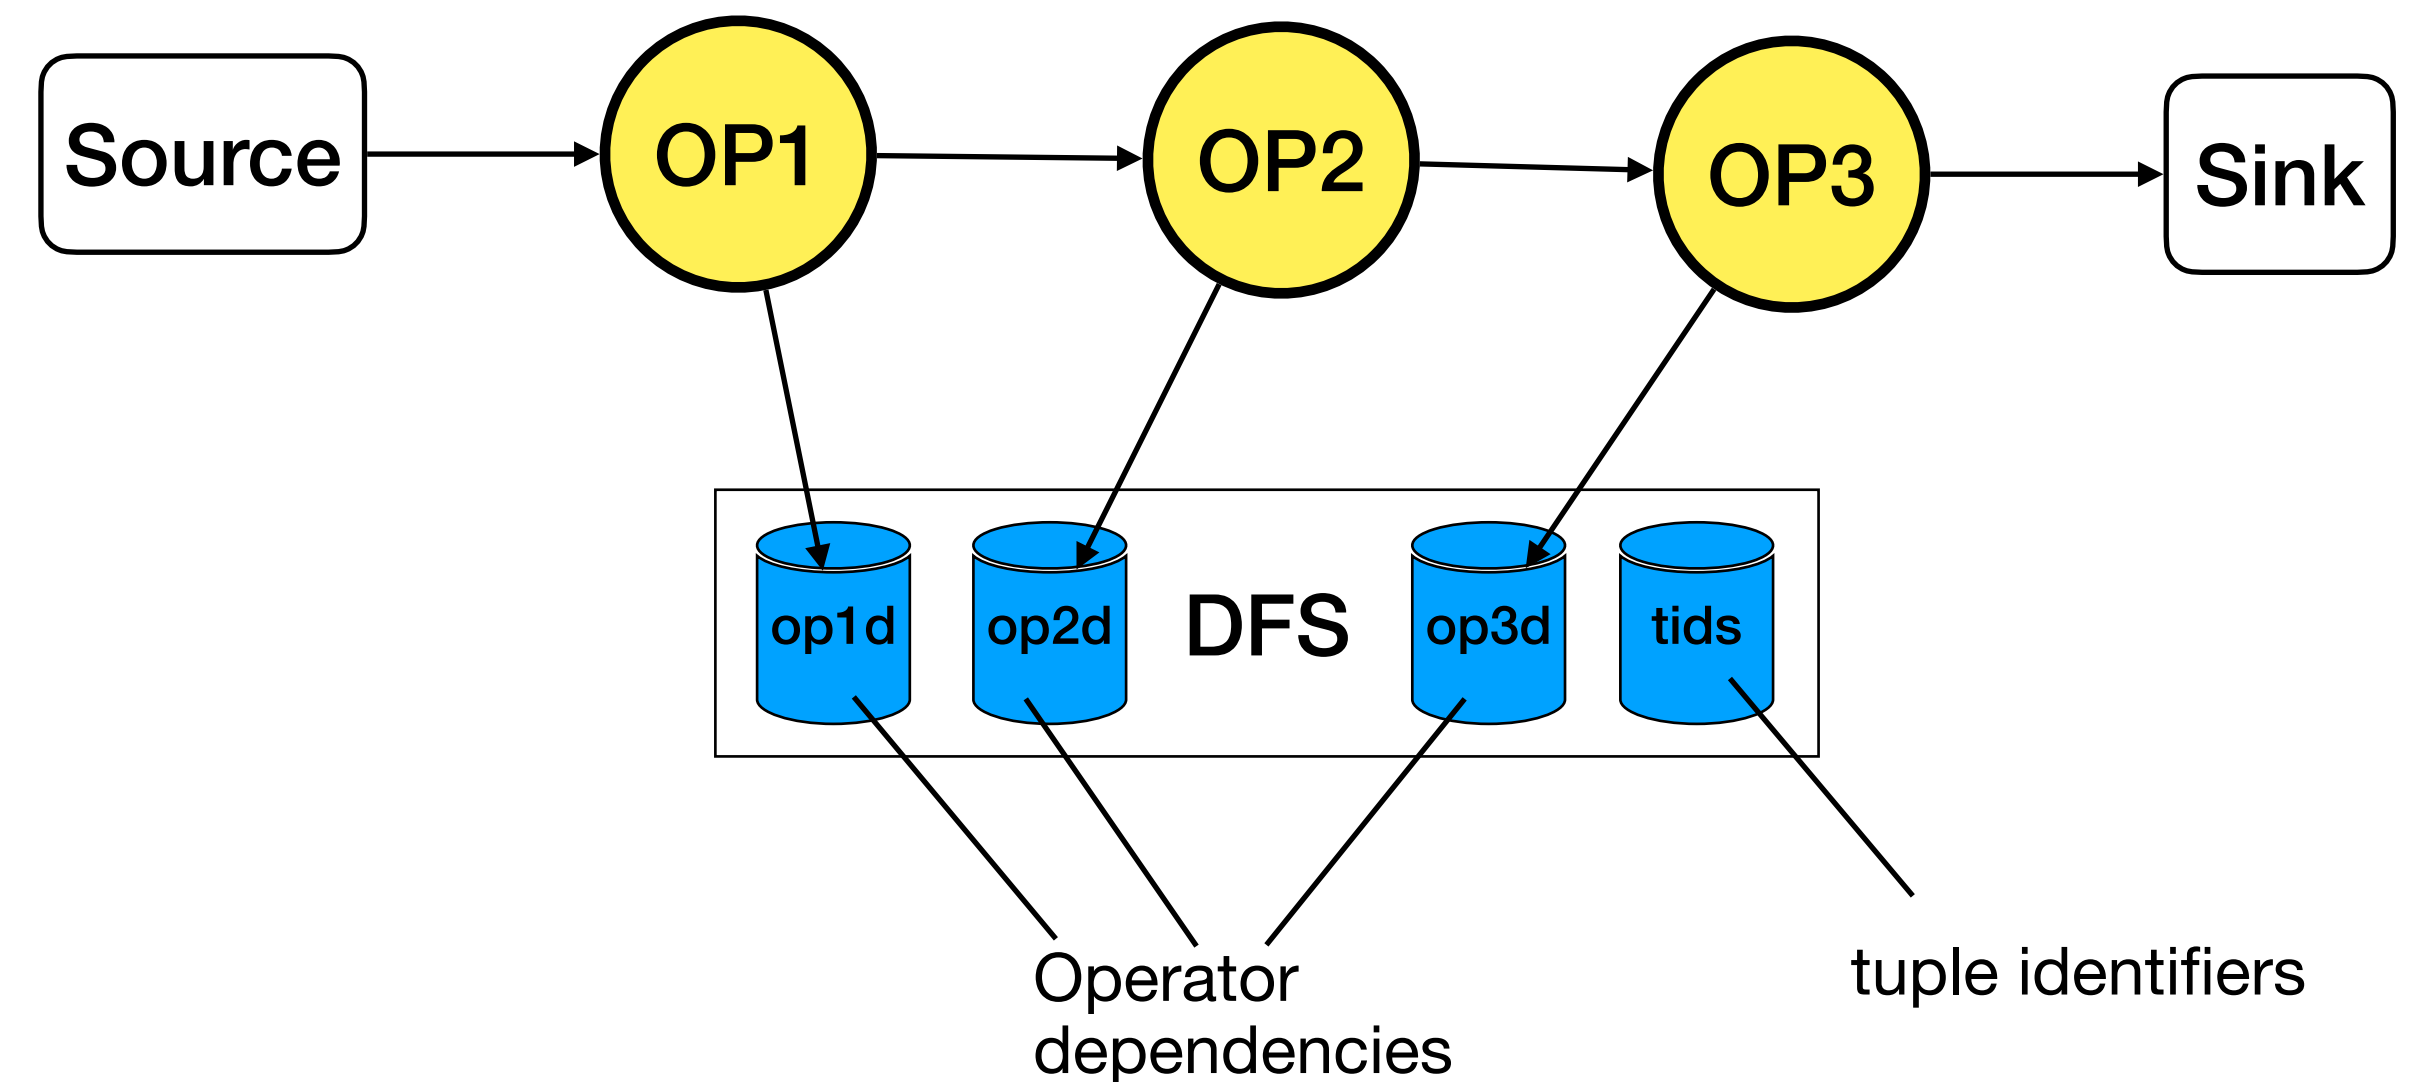 Source
OP1
OP2
OP3
Sink
op1d
op2d
DFS
op3d
tids
Operator
dependencies
tuple identifiers